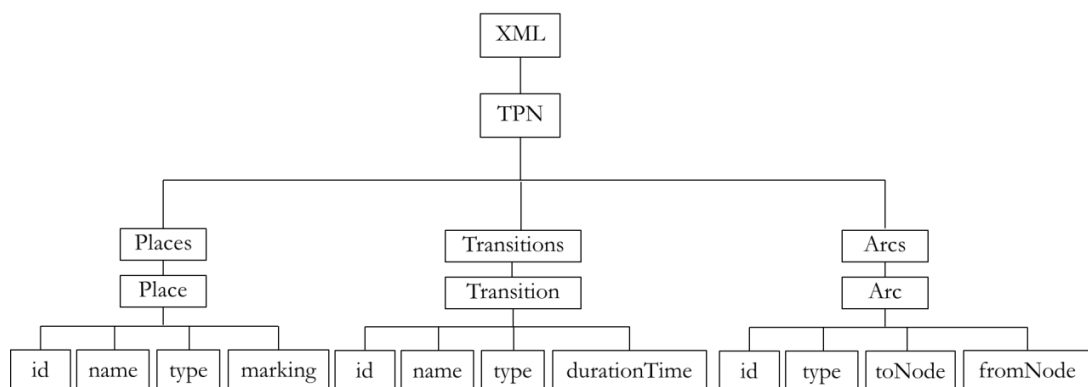 XML
TPN
Places Transitions Arcs
Place Transition Arc
id name type marking id name type durationTime id type toNode fromNode